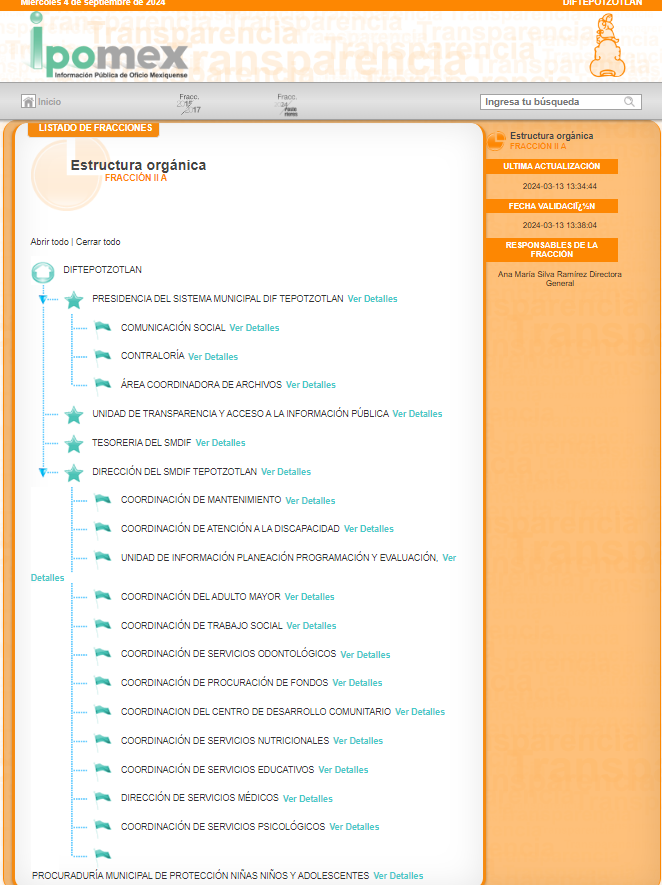 Miércoles 4 de septiembre de 2024
DIFTEPOTZOTLAN
ipomex
Información Pública de Oficio Mexiquense
Transparencia
Transparencia
Inicio
Fracc.
2017
Fracc.
Ingresa tu búsqueda
LISTADO DE FRACCIONES
Estructura orgánica
FRACCIÓN II A
Abrir todo | Cerrar todo
DIFTEPOTZOTLAN
PRESIDENCIA DEL SISTEMA MUNICIPAL DIF TEPOTZOTLAN Ver Detalles
COMUNICACIÓN SOCIAL Ver Detalles
CONTRALORÍA Ver Detalles
ÁREA COORDINADORA DE ARCHIVOS Ver Detalles
UNIDAD DE TRANSPARENCIA Y ACCESO A LA INFORMACIÓN PÚBLICA Ver Detalles
TESORERIA DEL SMDIF Ver Detalles
DIRECCIÓN DEL SMDIF TEPOTZOTLAN Ver Detalles
COORDINACIÓN DE MANTENIMIENTO Ver Detalles
COORDINACIÓN DE ATENCIÓN A LA DISCAPACIDAD Ver Detalles
UNIDAD DE INFORMACIÓN PLANEACIÓN PROGRAMACIÓN Y EVALUACIÓN, Ver
Detalles
COORDINACIÓN DEL ADULTO MAYOR Ver Detalles
COORDINACIÓN DE TRABAJO SOCIAL Ver Detalles
COORDINACIÓN DE SERVICIOS ODONTOLÓGICOS Ver Detalles
COORDINACIÓN DE PROCURACIÓN DE FONDOS Ver Detalles
COORDINACION DEL CENTRO DE DESARROLLO COMUNITARIO Ver Detalles
COORDINACIÓN DE SERVICIOS NUTRICIONALES Ver Detalles
COORDINACIÓN DE SERVICIOS EDUCATIVOS Ver Detalles
DIRECCIÓN DE SERVICIOS MÉDICOS Ver Detalles
COORDINACIÓN DE SERVICIOS PSICOLÓGICOS Ver Detalles
PROCURADURÍA MUNICIPAL DE PROTECCIÓN NIÑAS NIÑOS Y ADOLESCENTES Ver Detalles
Estructura orgánica
FRACCIÓN II A
ULTIMA ACTUALIZACIÓN
2024-03-13 13:34:44
FECHA VALIDACIï¿½N
2024-03-13 13:38:04
RESPONSABLES DE LA
FRACCIÓN
Ana María Silva Ramírez Directora
General